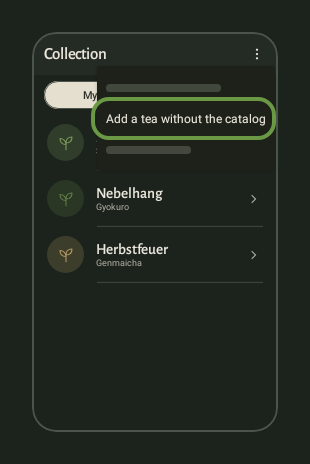 Collection
My
Add a tea without the catalog
Nebelhang
Gyokuro
Herbstfeuer
Genmaicha